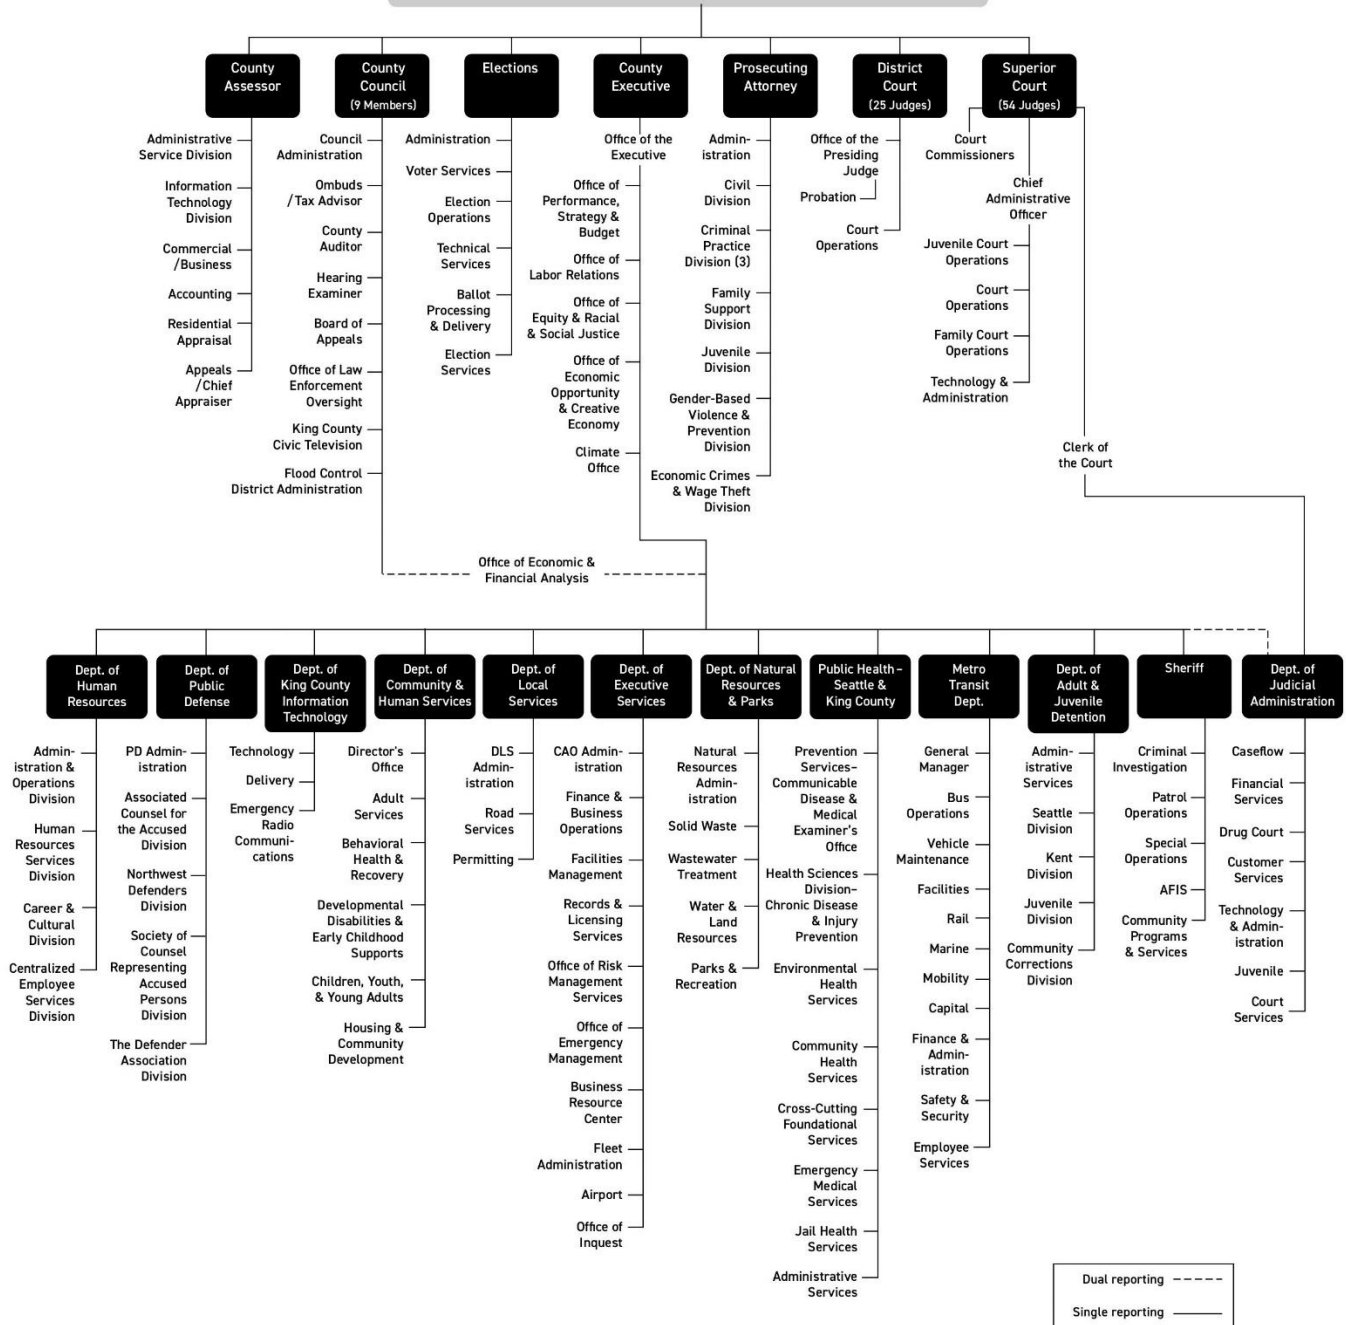 County
Assessor
County
Council
(9 Members)
Elections
County
Executive
Prosecuting
Attorney
District
Court
(25 Judges)
Superior
Court
(54 Judges)
Administrative
Service Division
Information
Technology
Division
Commercial
/Business
Accounting
Residential
Appraisal
Appeals
/Chief
Appraiser
Council
Administration
Ombuds
/Tax Advisor
County
Auditor
Hearing
Examiner
Board of
Appeals
Office of Law
Enforcement
Oversight
King County
Civic Television
Flood Control
District Administration
Administration
Voter Services
Election
Operations
Technical
Services
Ballot
Processing
& Delivery
Election
Services
Office of the
Executive
Office of
Performance,
Strategy &
Budget
Office of
Labor Relations
Office of
Equity & Racial
& Social Justice
Office of
Economic
Opportunity
& Creative
Economy
Climate
Office
Admin-
istration
Civil
Division
Criminal
Practice
Division (3)
Family
Support
Division
Juvenile
Division
Gender-Based
Violence &
Prevention
Division
Economic Crimes
& Wage Theft
Division
Office of the
Presiding
Judge
Probation
Court
Operations
Court
Commissioners
Chief
Administrative
Officer
Juvenile Court
Operations
Court
Operations
Family Court
Operations
Technology &
Administration
Clerk of
the Court
Office of Economic &
Financial Analysis
Dept. of
Human
Resources
Dept. of
Public
Defense
Dept. of
King County
Information
Technology
Dept. of
Community &
Human Services
Dept. of
Local
Services
Dept. of
Executive
Services
Dept. of Natural
Resources
& Parks
Public Health–
Seattle &
King County
Metro
Transit
Dept.
Dept. of
Adult &
Juvenile
Detention
Sheriff
Dept. of
Judicial
Administration
Admin-
istration &
Operations
Division
Human
Resources
Services
Division
Career &
Cultural
Division
Centralized
Employee
Services
Division
PD Admin-
istration
Associated
Counsel for
the Accused
Division
Northwest
Defenders
Division
Society of
Counsel
Representing
Accused
Persons
Division
The Defender
Association
Division
Technology
Delivery
Emergency
Radio
Communi-
cations
Director's
Office
Adult
Services
Behavioral
Health &
Recovery
Developmental
Disabilities &
Early Childhood
Supports
Children, Youth,
& Young Adults
Housing &
Community
Development
DLS
Admin-
istration
Road
Services
Permitting
CAO Admin-
istration
Finance &
Business
Operations
Facilities
Management
Records &
Licensing
Services
Office of Risk
Management
Services
Office of
Emergency
Management
Business
Resource
Center
Fleet
Administration
Airport
Office of
Inquest
Natural
Resources
Admin-
istration
Solid Waste
Wastewater
Treatment
Water &
Land
Resources
Parks &
Recreation
Prevention
Services–
Communicable
Disease &
Medical
Examiner's
Office
Health Sciences
Division–
Chronic Disease
& Injury
Prevention
Environmental
Health
Services
Community
Health
Services
Cross-Cutting
Foundational
Services
Emergency
Medical
Services
Jail Health
Services
Administrative
Services
General
Manager
Bus
Operations
Vehicle
Maintenance
Facilities
Rail
Marine
Mobility
Capital
Finance &
Admin-
istration
Safety &
Security
Employee
Services
Admin-
istrative
Services
Seattle
Division
Kent
Division
Juvenile
Division
Community
Corrections
Division
Criminal
Investigation
Patrol
Operations
Special
Operations
AFIS
Community
Programs
& Services
Caseflow
Financial
Services
Drug Court
Customer
Services
Technology
& Admin-
istration
Juvenile
Court
Services
Dual reporting
Single reporting